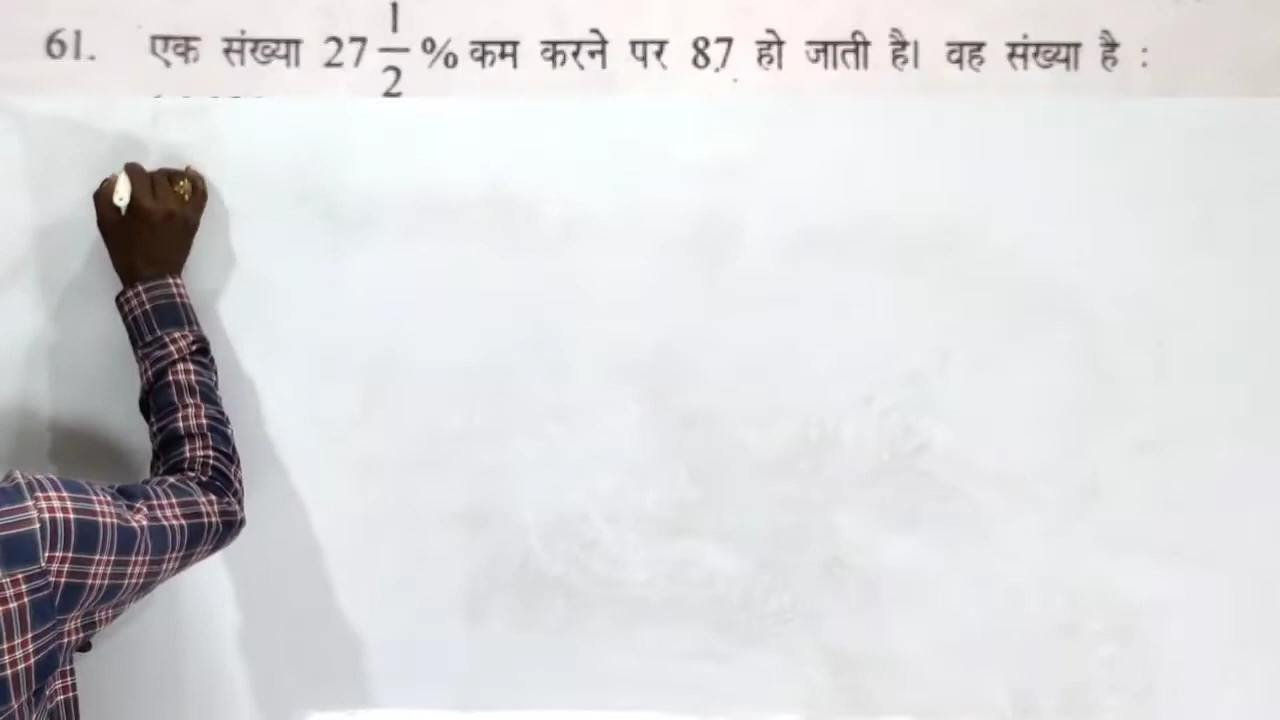 61. एक संख्या 27 1/2 % कम करने पर 87 हो जाती है। वह संख्या है :